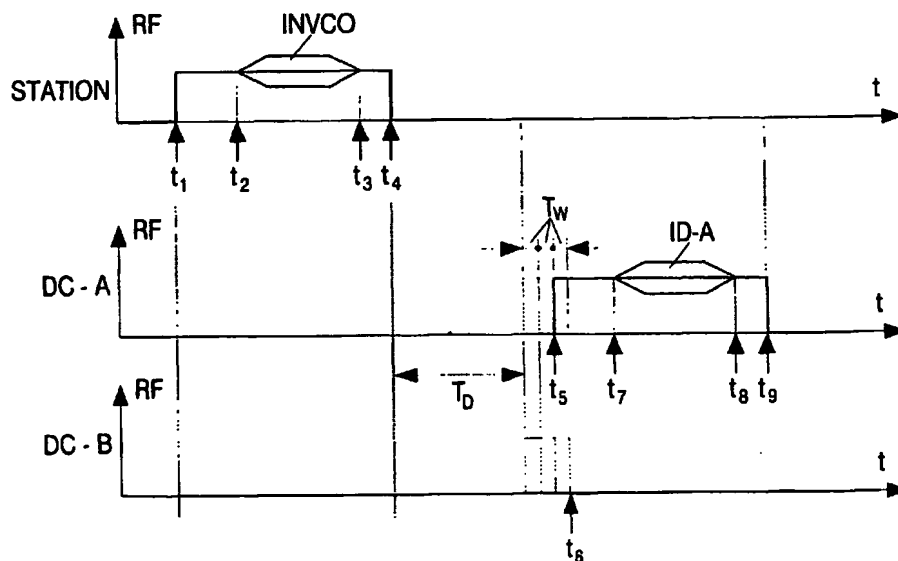 RF
INVCO
STATION
t
t1
t2
t3
t4
RF
TW
ID-A
DC - A
t
TD
t5
t7
t8
t9
RF
DC - B
t
t6